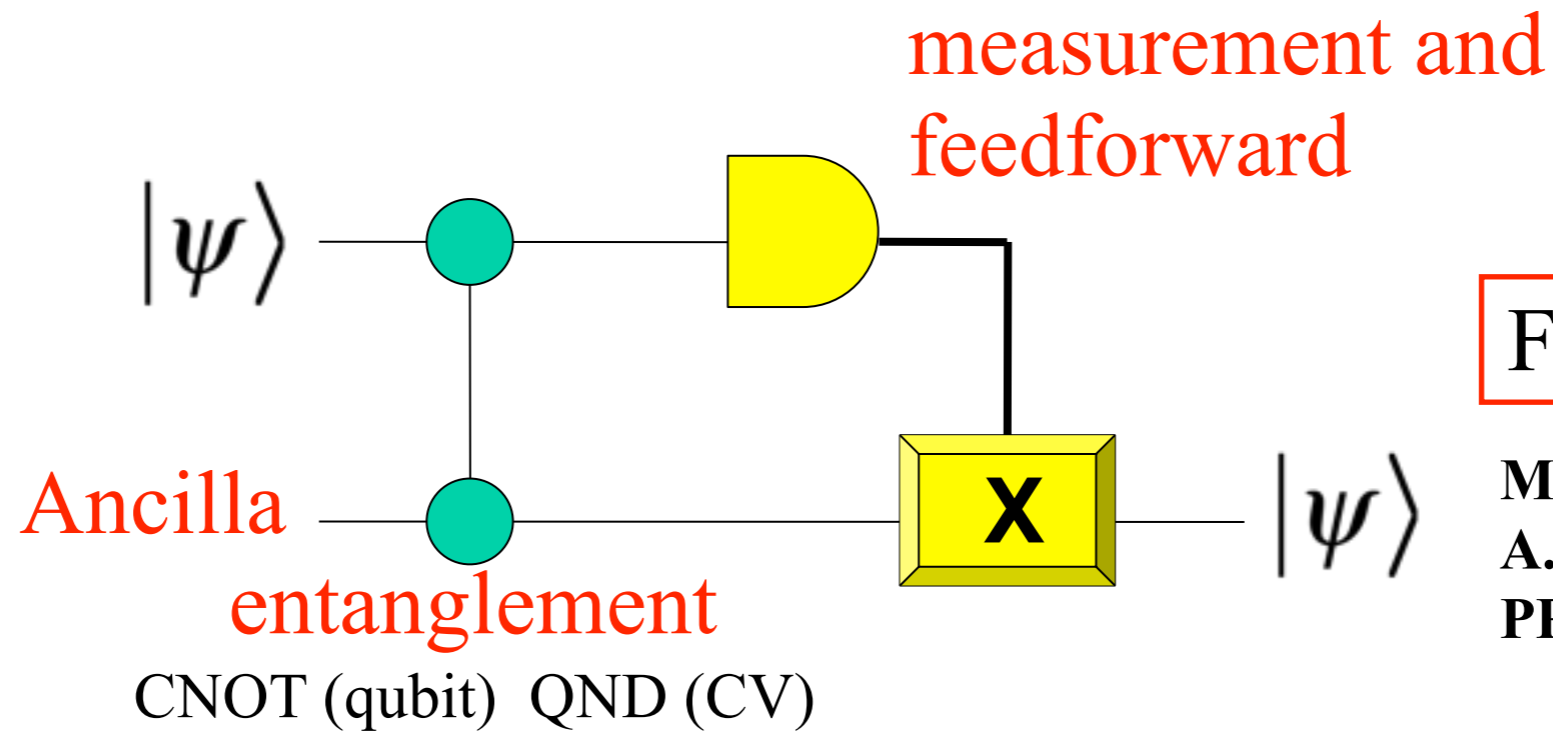 measurement and
feedforward
|ψ⟩
F
X
Ancilla
|ψ⟩
M
A.
entanglement
CNOT (qubit) QND (CV)